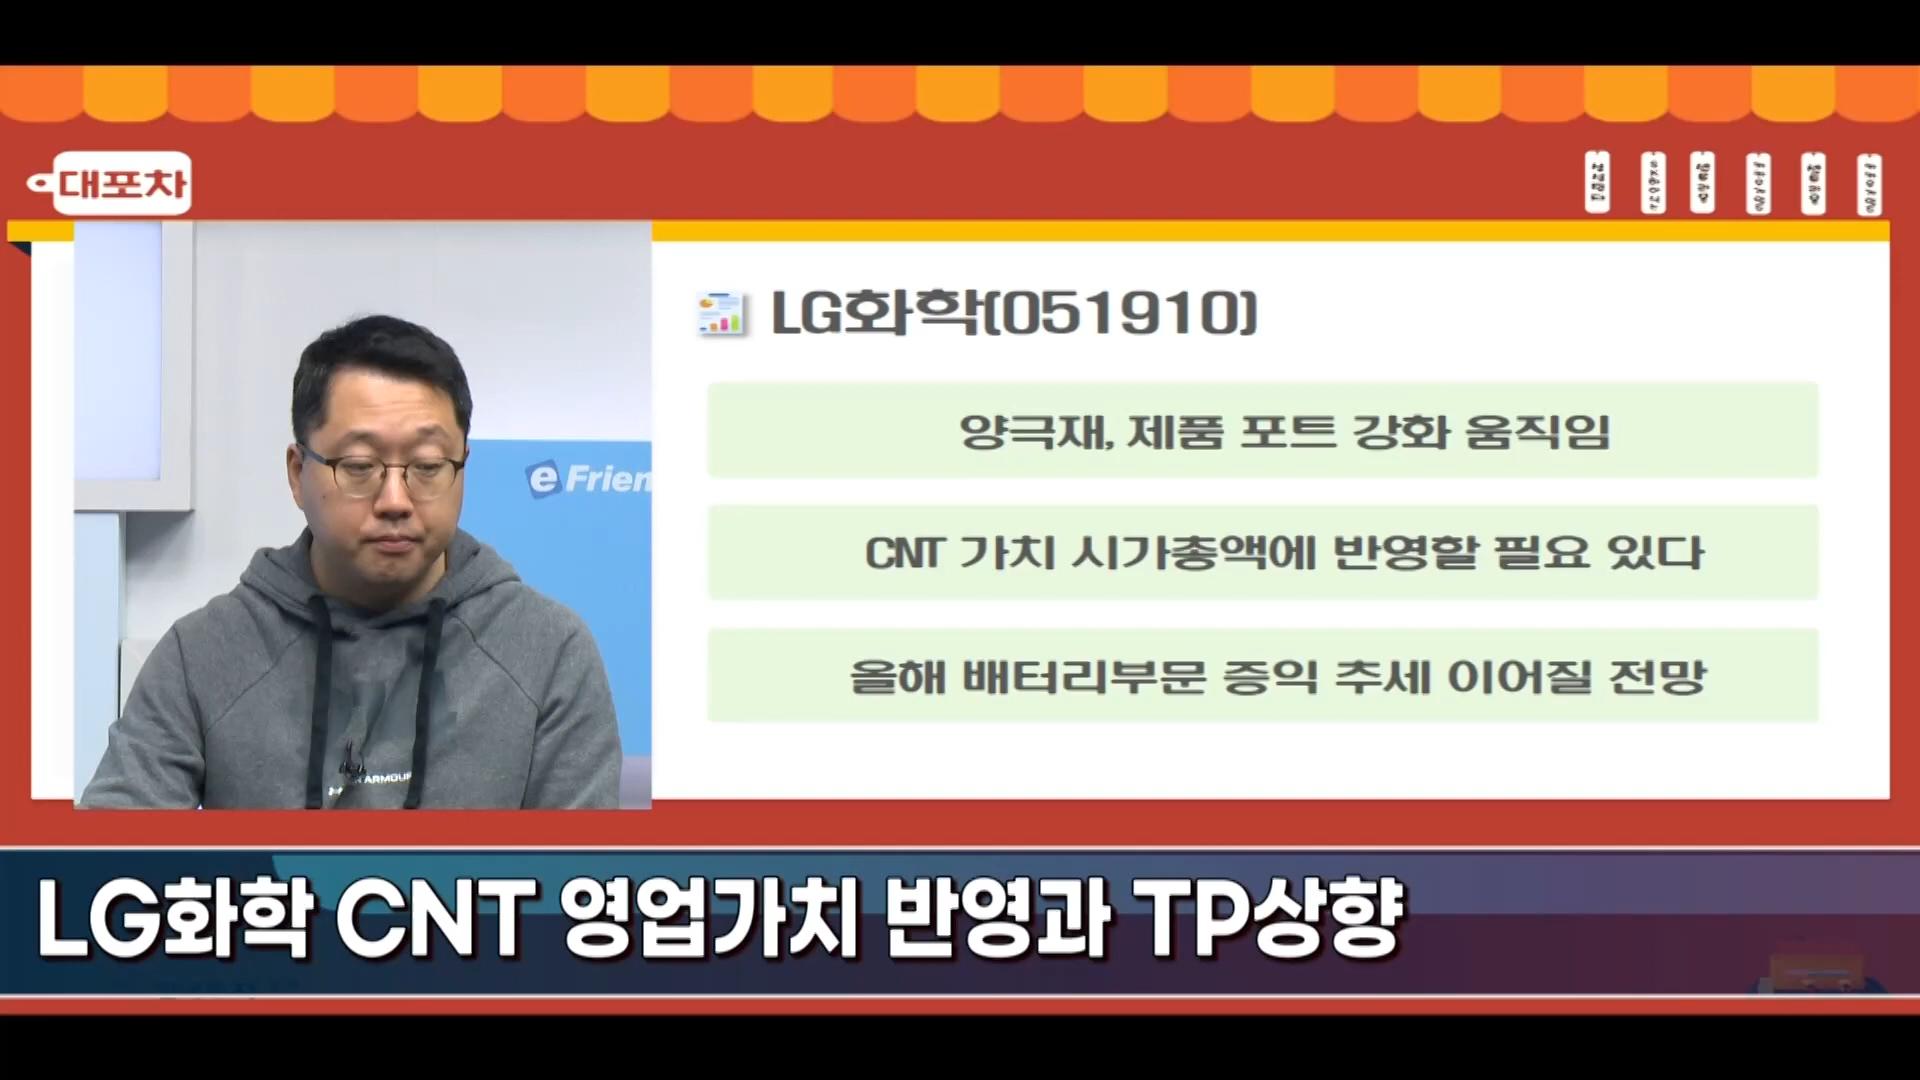 대포차
LG화학(051910)
양극재, 제품 포트 강화 움직임
e Frien
CNT 가치 시가총액에 반영할 필요 있다
올해 배터리부문 증익 추세 이어질 전망
ARMOUR
LG화학 CNT 영업가치 반영과 TP상향